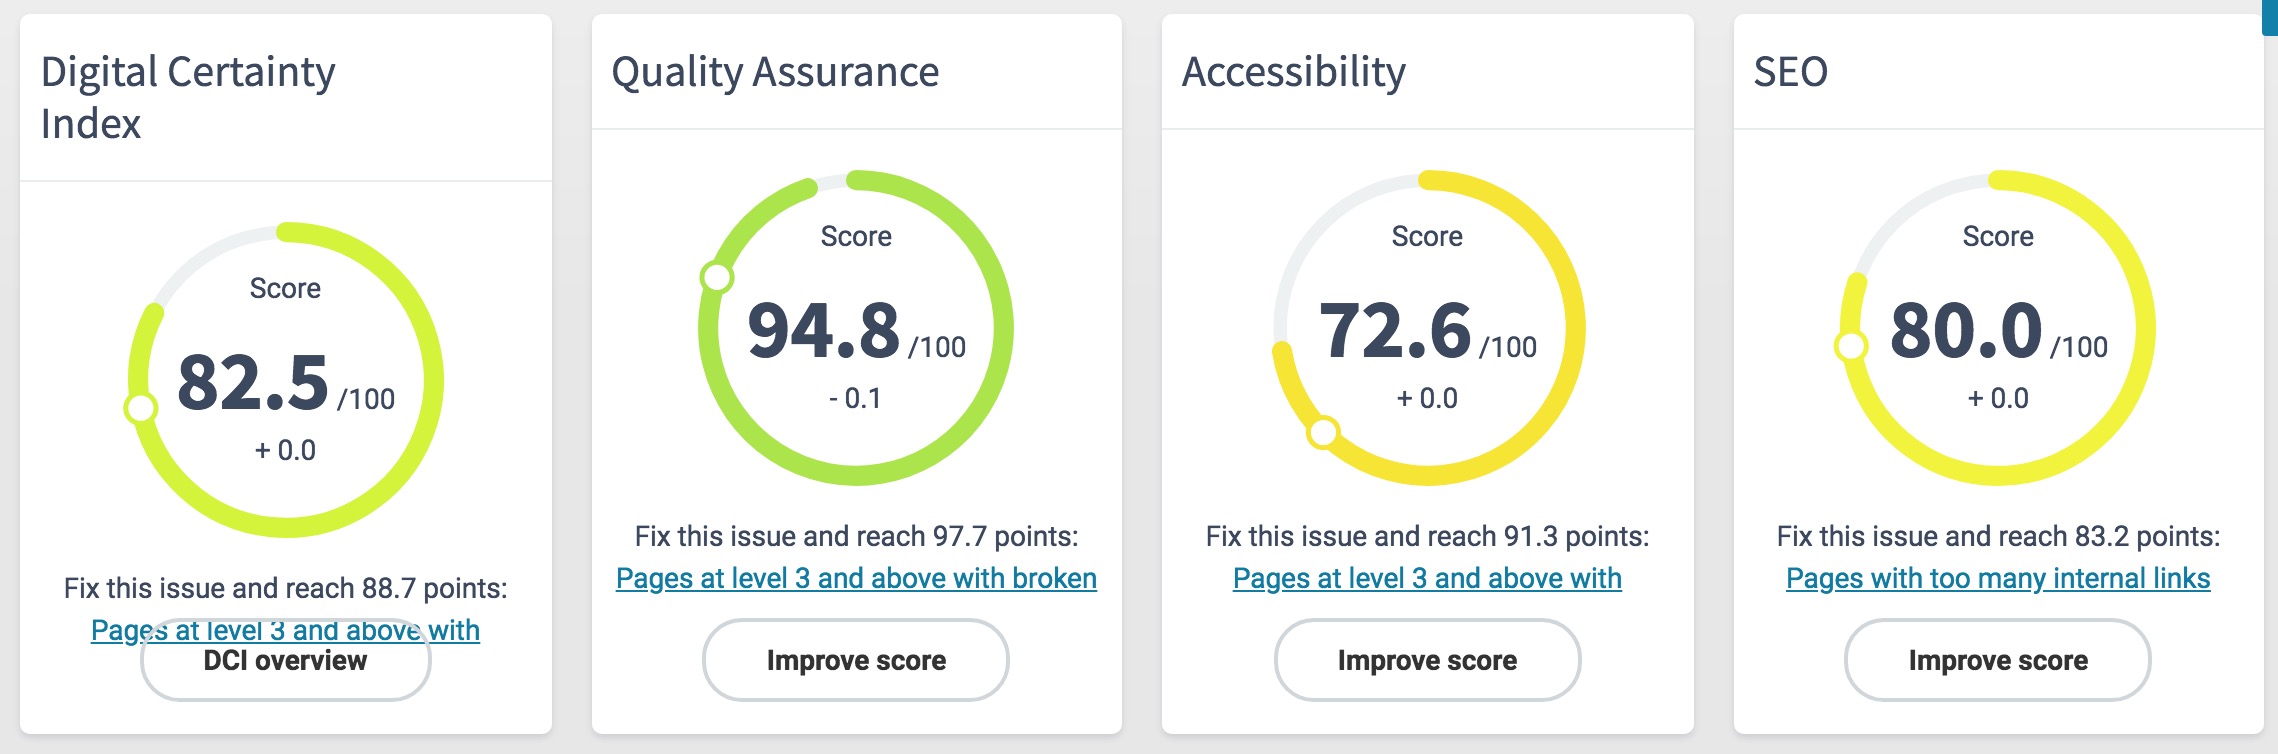 Digital Certainty
Index
Score
82.5 /100
+ 0.0
Fix this issue and reach 88.7 points:
Pages at level 3 and above with
DCI overview
Quality Assurance
Score
94.8 /100
- 0.1
Fix this issue and reach 97.7 points:
Pages at level 3 and above with broken
Improve score
Accessibility
Score
72.6 /100
+ 0.0
Fix this issue and reach 91.3 points:
Pages at level 3 and above with
Improve score
SEO
Score
80.0 /100
+ 0.0
Fix this issue and reach 83.2 points:
Pages with too many internal links
Improve score